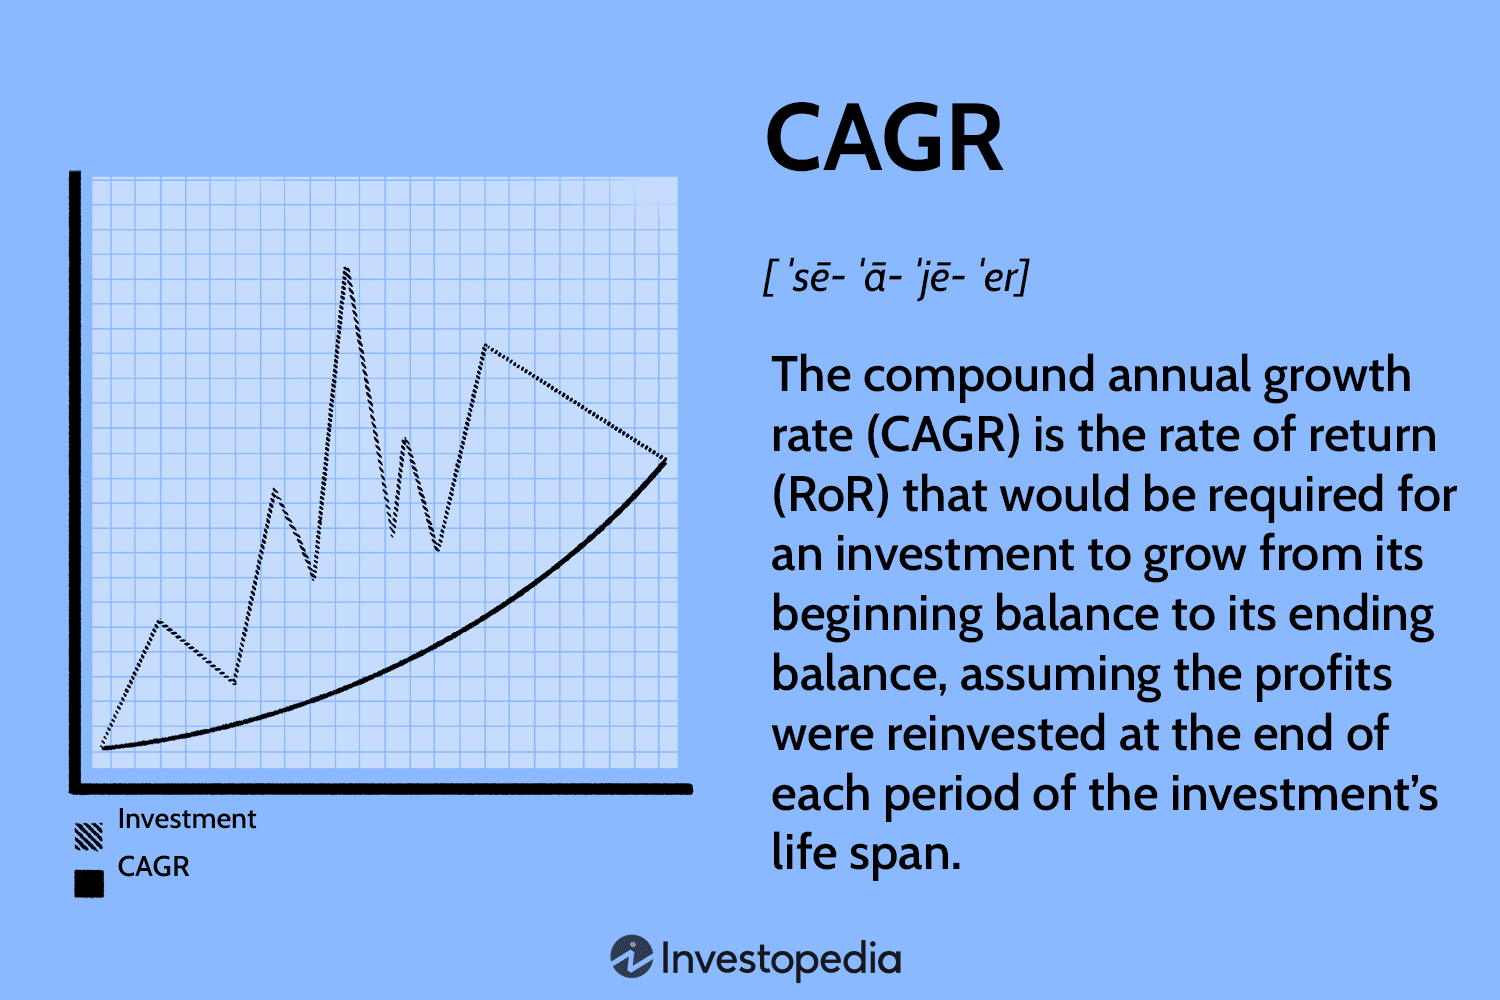 CAGR
[ ˈsē- ˈā- ˈjē- ˈer]
The compound annual growth
rate (CAGR) is the rate of return
(RoR) that would be required for
an investment to grow from its
beginning balance to its ending
balance, assuming the profits
were reinvested at the end of
each period of the investment’s
life span.
Investment
CAGR
Investopedia